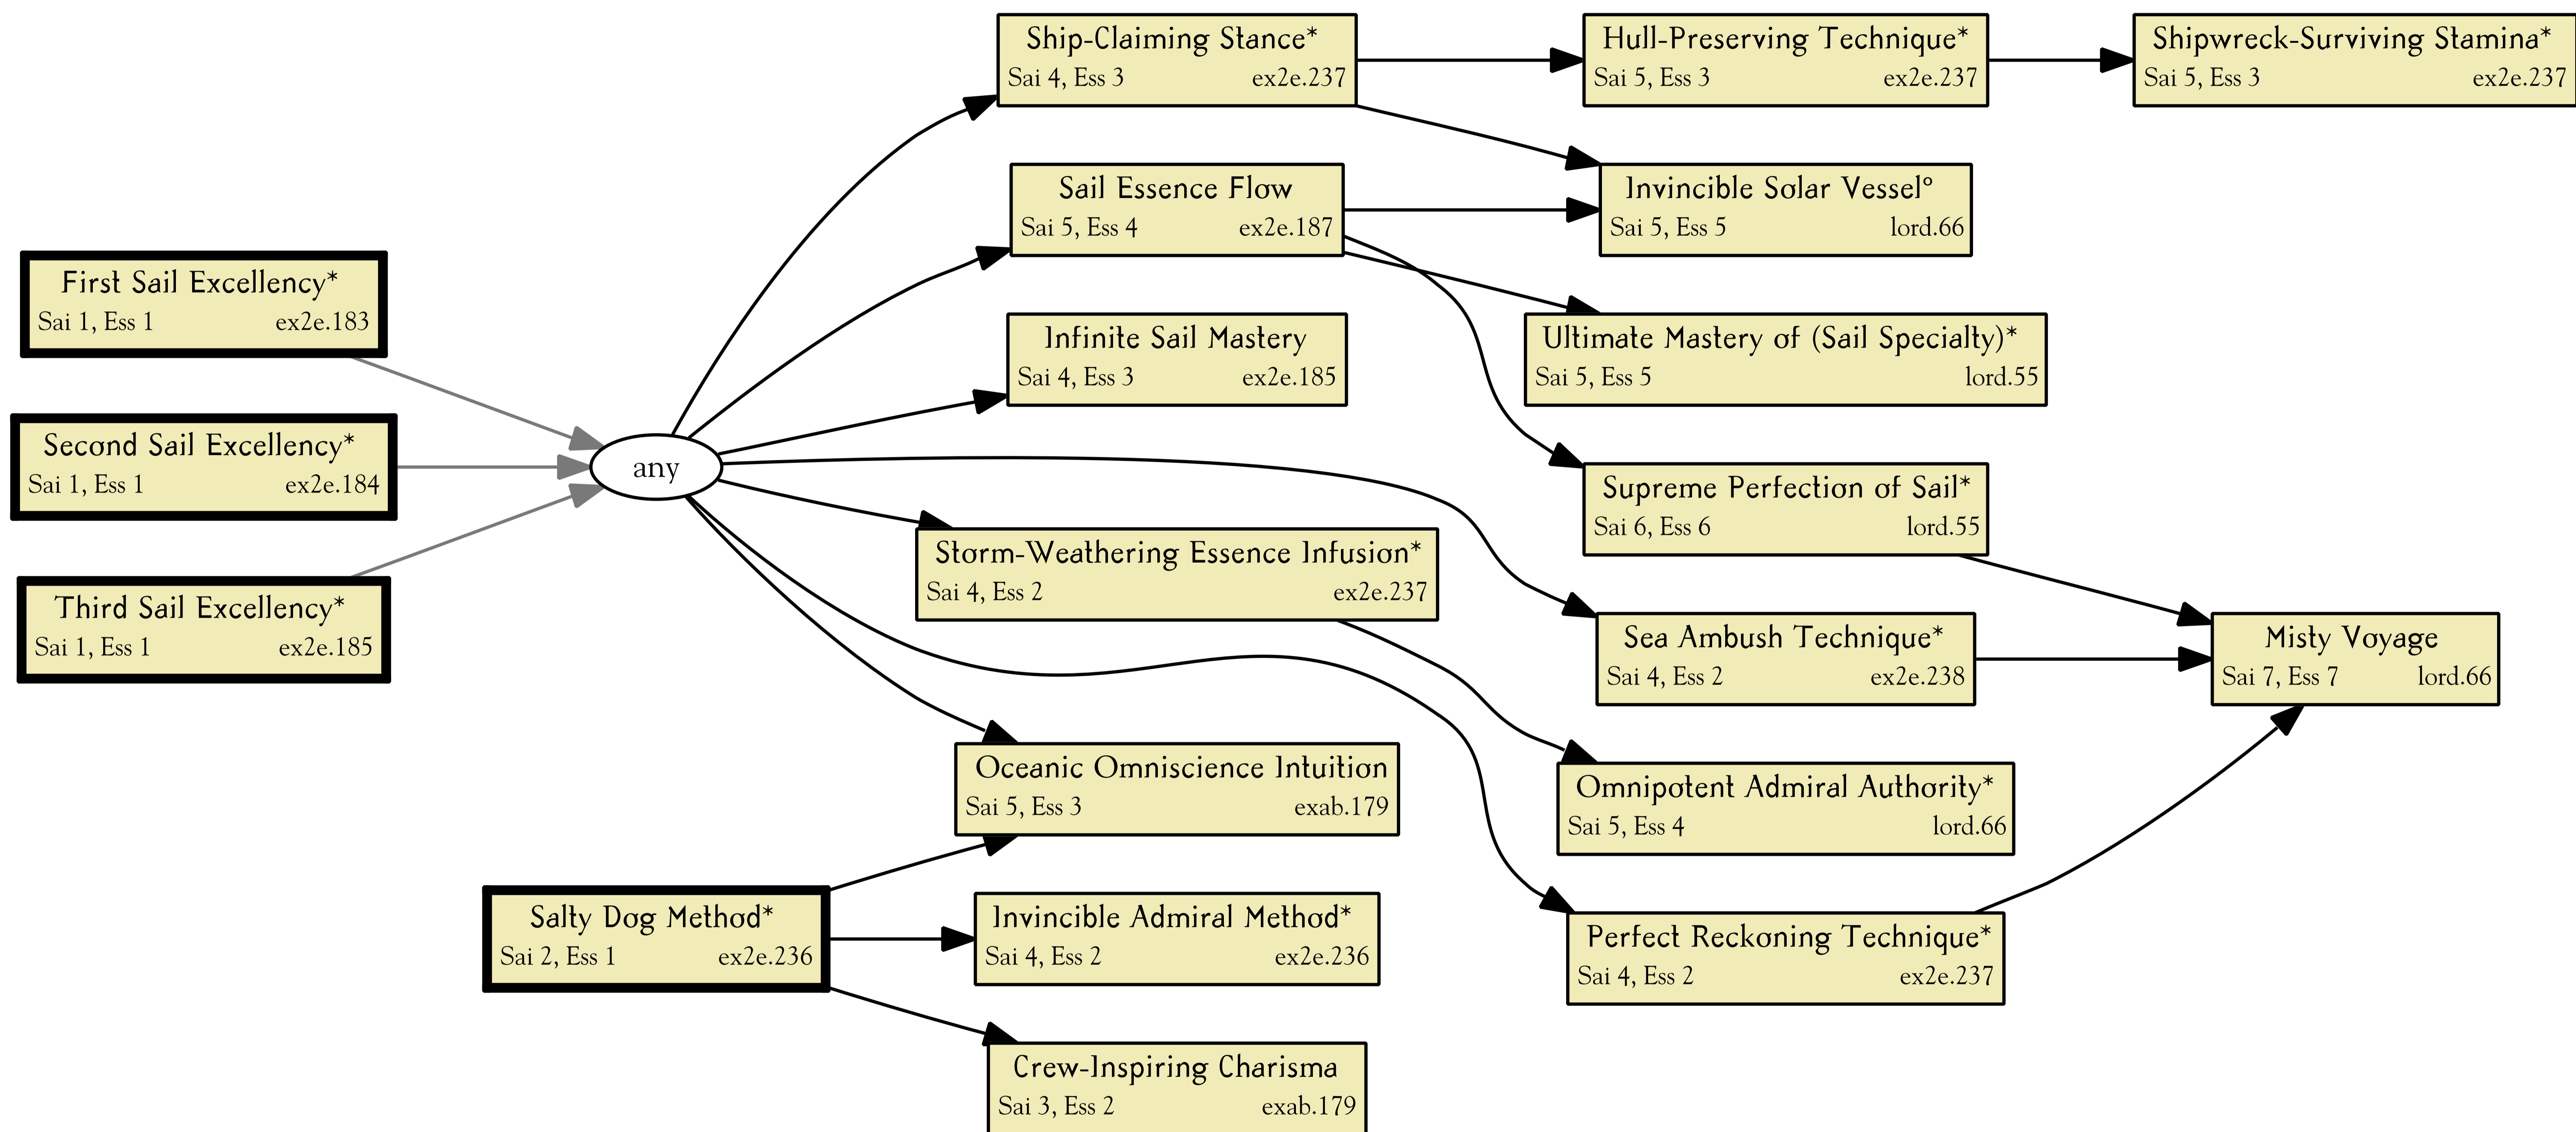 Ship-Claiming Stance*
Sai 4, Ess 3 ex2e.237
Hull-Preserving Technique*
Sai 5, Ess 3 ex2e.237
Shipwreck-Surviving Stamina*
Sai 5, Ess 3 ex2e.237
Sail Essence Flow
Sai 5, Ess 4 ex2e.187
Invincible Solar Vessel°
Sai 5, Ess 5 lord.66
First Sail Excellency*
Sai 1, Ess 1 ex2e.183
Infinite Sail Mastery
Sai 4, Ess 3 ex2e.185
Ultimate Mastery of (Sail Specialty)*
Sai 5, Ess 5 lord.55
Second Sail Excellency*
Sai 1, Ess 1 ex2e.184
any
Supreme Perfection of Sail*
Sai 6, Ess 6 lord.55
Storm-Weathering Essence Infusion*
Sai 4, Ess 2 ex2e.237
Third Sail Excellency*
Sai 1, Ess 1 ex2e.185
Sea Ambush Technique*
Sai 4, Ess 2 ex2e.238
Misty Voyage
Sai 7, Ess 7 lord.66
Oceanic Omniscience Intuition
Sai 5, Ess 3 exab.179
Omnipotent Admiral Authority*
Sai 5, Ess 4 lord.66
Salty Dog Method*
Sai 2, Ess 1 ex2e.236
Invincible Admiral Method*
Sai 4, Ess 2 ex2e.236
Perfect Reckoning Technique*
Sai 4, Ess 2 ex2e.237
Crew-Inspiring Charisma
Sai 3, Ess 2 exab.179